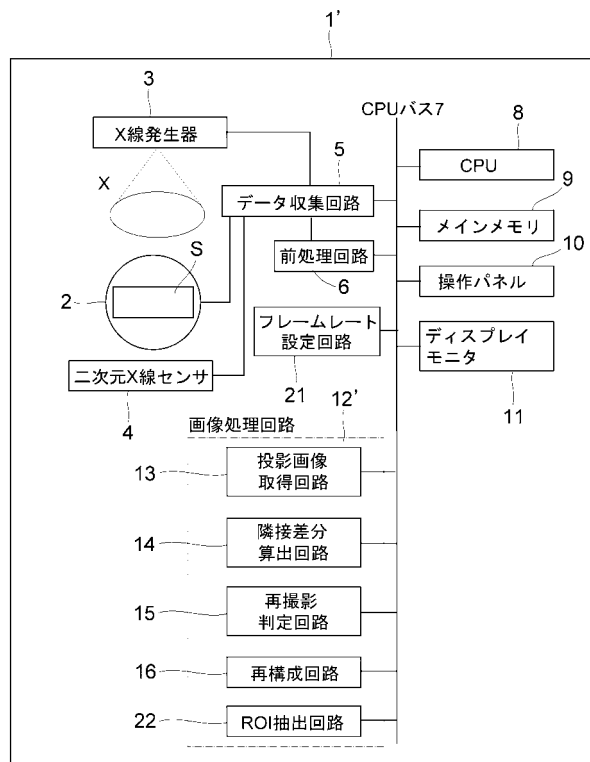 1'
3
X線発生器
CPUバス7
8
CPU
X
5
データ収集回路
9
メインメモリ
前処理回路
6
10
操作パネル
2
S
フレームレート
設定回路
21
ディスプレイ
モニタ
11
二次元X線センサ
4
画像処理回路
12'
13
投影画像
取得回路
14
隣接差分
算出回路
15
再撮影
判定回路
16
再構成回路
22
ROI抽出回路